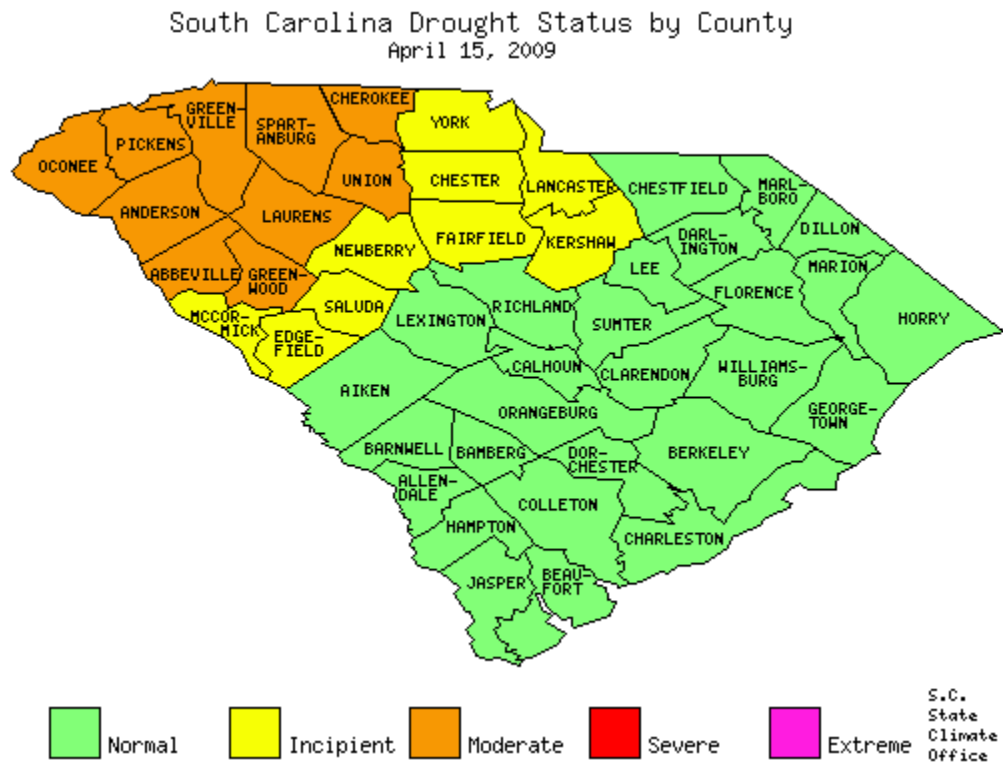 South Carolina Drought Status by County
April 15, 2009
CHEROKEE
GREEN-
VILLE
SPART-
ANBURG
YORK
PICKENS
OCONEE
UNION
CHESTER
LANCASTER
CHESTFIELD
MARL-
BORO
ANDERSON
LAURENS
DILLON
NEWBERRY
FAIRFIELD
KERSHAW
DARL-
INGTON
ABBEVILLE
GREEN-
WOOD
LEE
MARION
FLORENCE
SALUDA
RICHLAND
MCCOR-
MICK
LEXINGTON
SUMTER
HORRY
EDGE-
FIELD
CALHOUN
CLARENDON
WILLIAMS-
BURG
AIKEN
ORANGEBURG
GEORGE-
TOWN
BARNWELL
BAMBERG
DOR-
CHESTER
BERKELEY
ALLEN-
DALE
COLLETON
HAMPTON
CHARLESTON
JASPER
BEAU-
FORT
Normal
Incipient
Moderate
Severe
Extreme
S.C.
State
Climate
Office